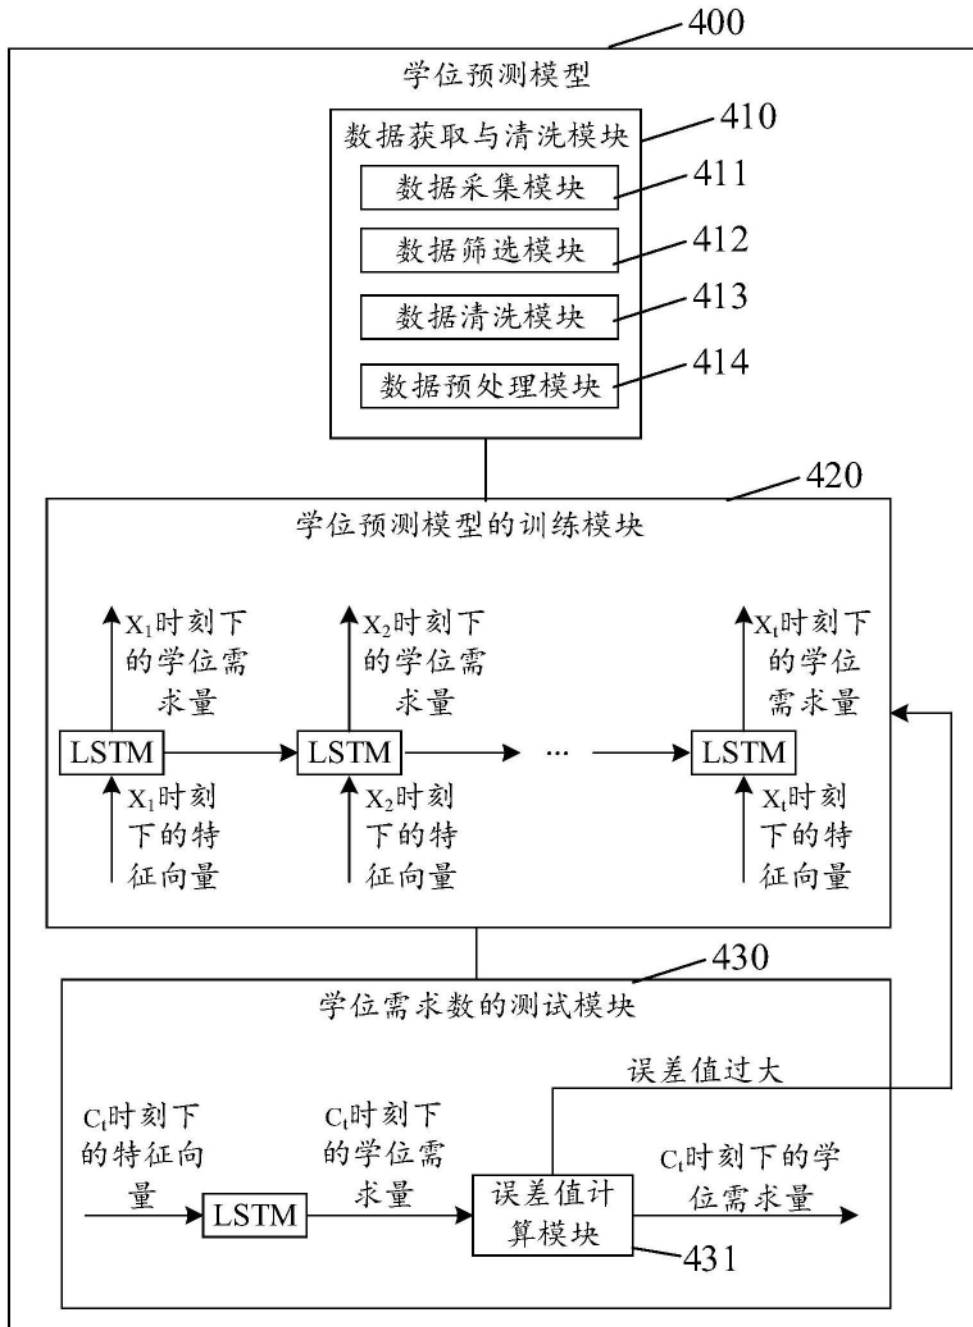 400
学位预测模型
数据获取与清洗模块
410
数据采集模块
411
数据筛选模块
412
数据清洗模块
413
数据预处理模块
414
420
学位预测模型的训练模块
X₁时刻下
的学位需
求量
X₂时刻下
的学位需
求量
Xₜ时刻下
的学位
需求量
LSTM
LSTM
...
LSTM
X₁时刻
下的特
征向量
X₂时刻
下的特
征向量
Xₜ时刻
下的特
征向量
430
学位需求数的测试模块
误差值过大
Cₜ时刻下
的特征向
量
LSTM
Cₜ时刻下
的学位需
求量
误差值计
算模块
431
Cₜ时刻下的学
位需求量